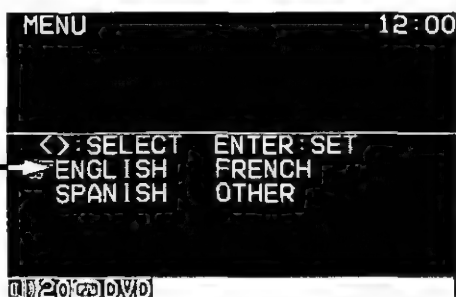 MENU 12:00
<>:SELECT ENTER:SET
ENGLISH FRENCH
SPANISH OTHER